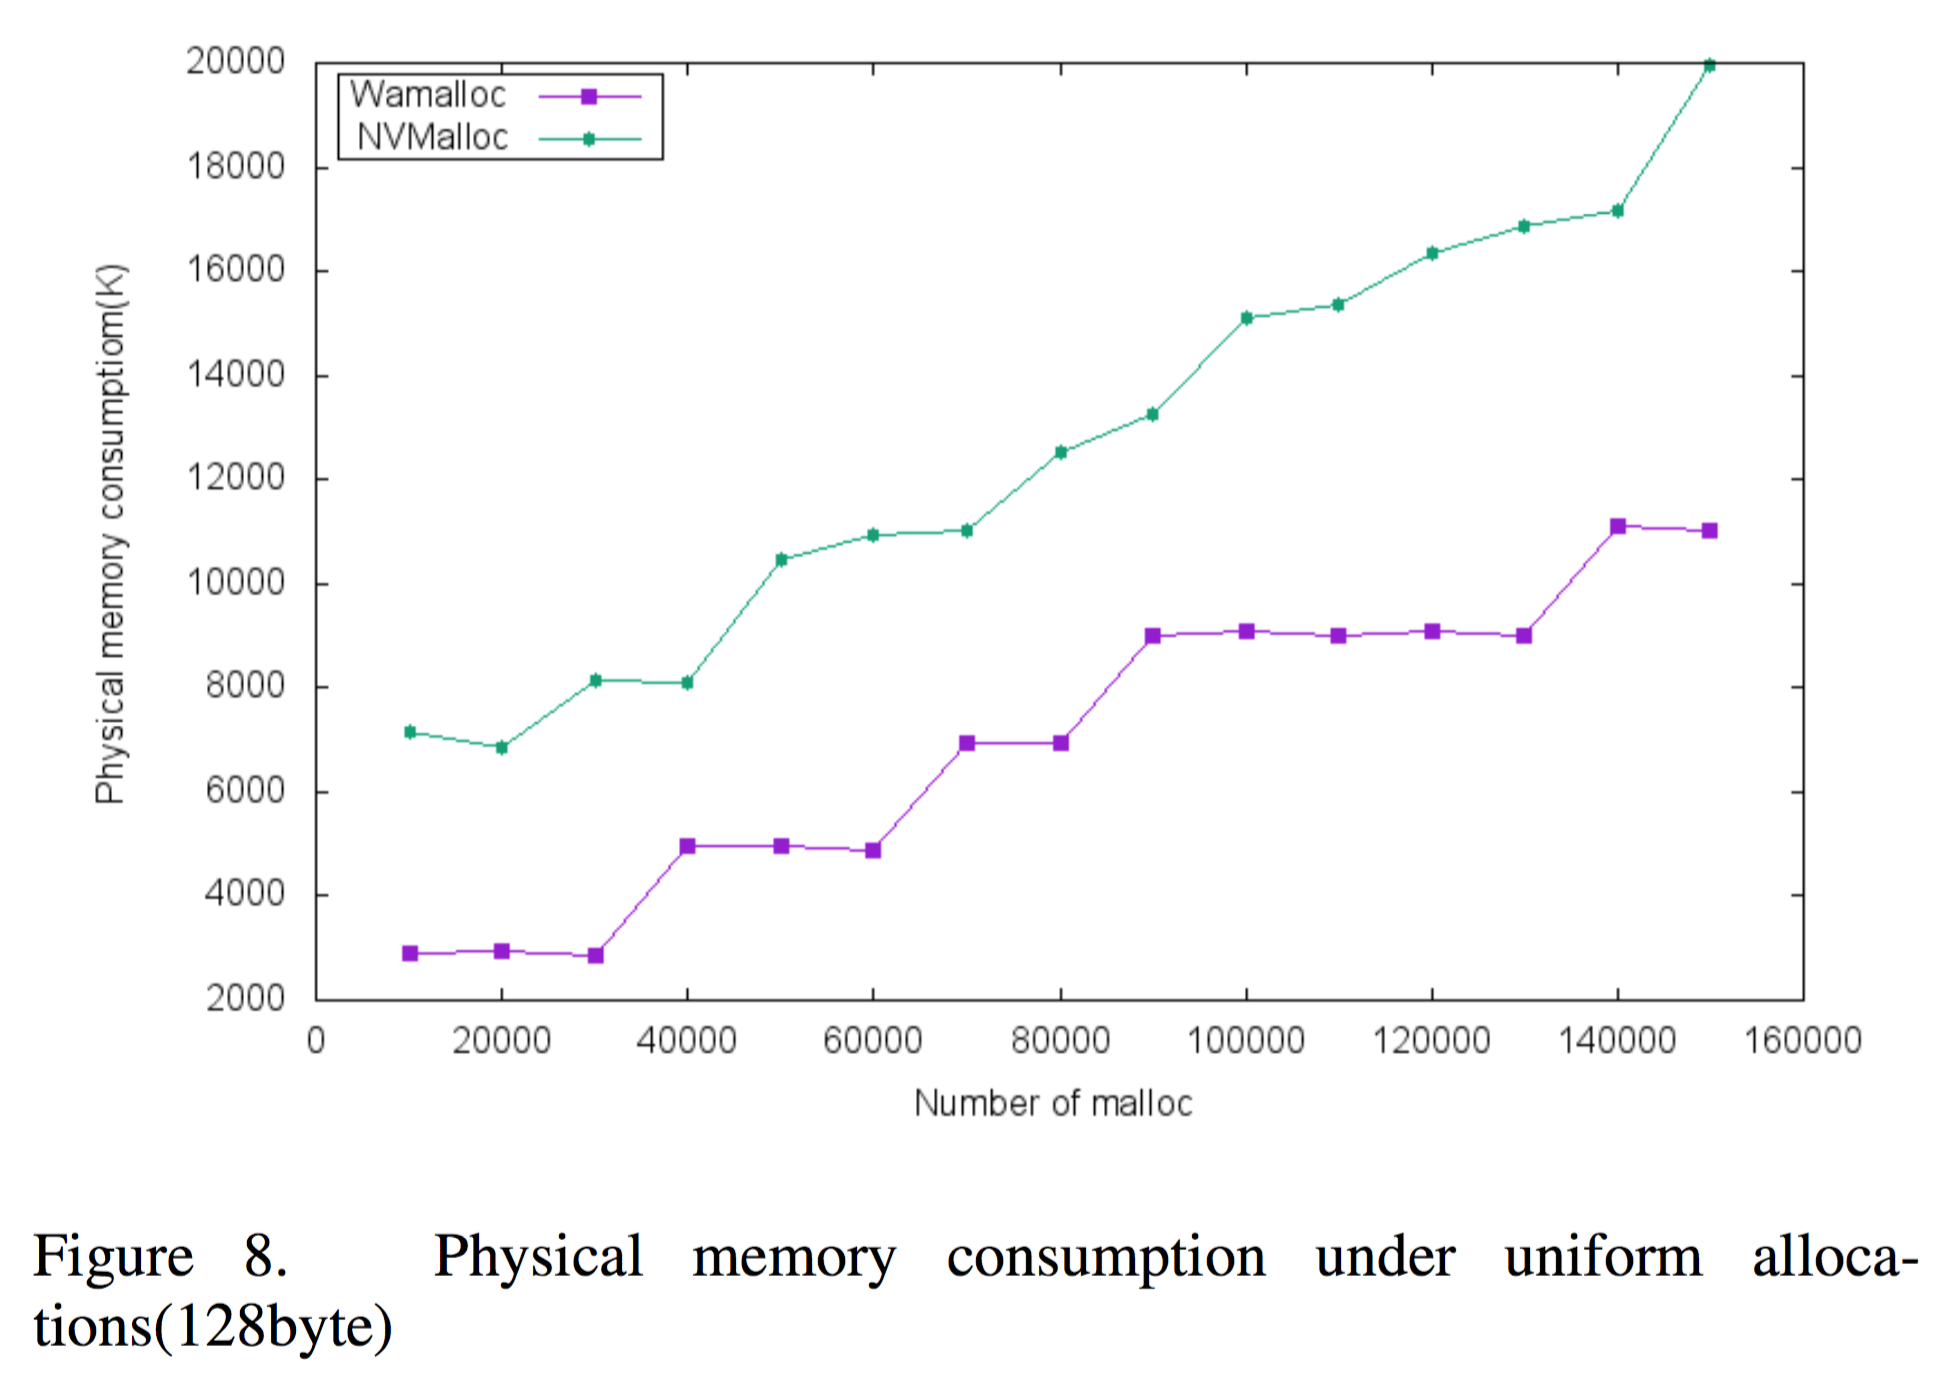 20000
18000
16000
14000
12000
10000
8000
6000
4000
2000
Wamalloc
NVMalloc
Physical memory consumptiom(K)
0 20000 40000 60000 80000 100000 120000 140000 160000
Number of malloc
Figure 8. Physical memory consumption under uniform alloca-
tions(128byte)